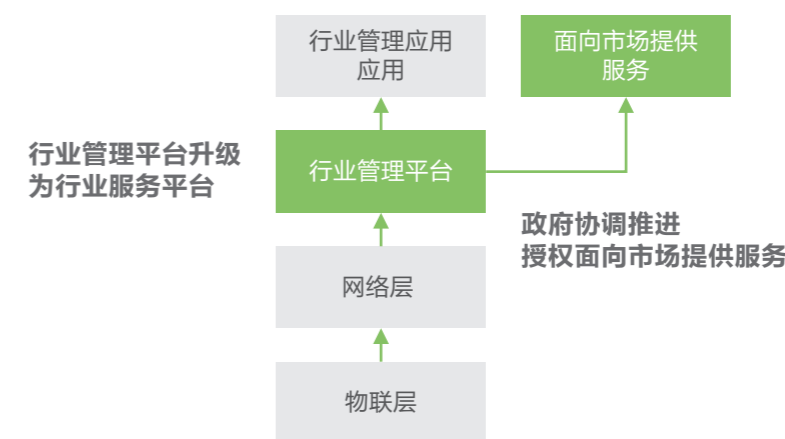 行业管理应用
应用
面向市场提供
服务
行业管理平台升级
为行业服务平台
行业管理平台
政府协调推进
授权面向市场提供服务
网络层
物联层